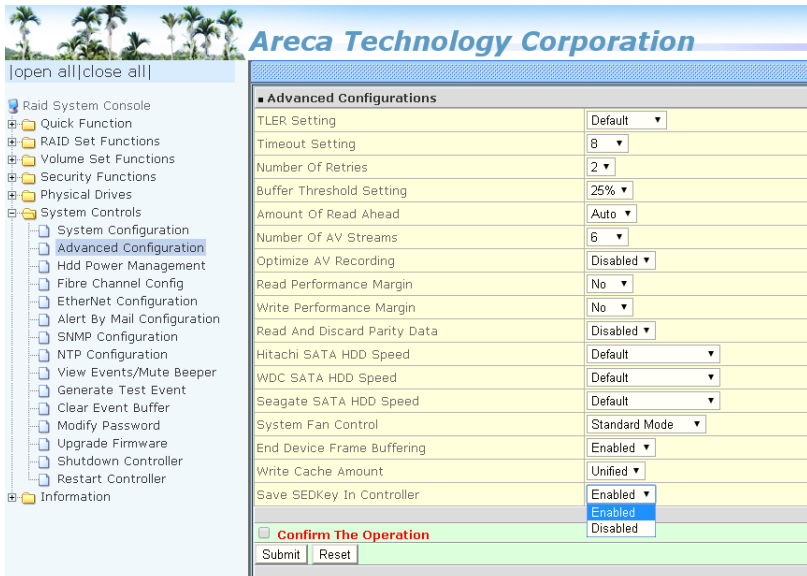 Areca Technology Corporation
|open all|close all|
Raid System Console
Quick Function
RAID Set Functions
Volume Set Functions
Security Functions
Physical Drives
System Controls
System Configuration
Advanced Configuration
Hdd Power Management
Fibre Channel Config
EtherNet Configuration
Alert By Mail Configuration
SNMP Configuration
NTP Configuration
View Events/Mute Beeper
Generate Test Event
Clear Event Buffer
Modify Password
Upgrade Firmware
Shutdown Controller
Restart Controller
Information
Advanced Configurations
TLER Setting Default
Timeout Setting 8
Number Of Retries 2
Buffer Threshold Setting 25%
Amount Of Read Ahead Auto
Number Of AV Streams 6
Optimize AV Recording Disabled
Read Performance Margin No
Write Performance Margin No
Read And Discard Parity Data Disabled
Hitachi SATA HDD Speed Default
WDC SATA HDD Speed Default
Seagate SATA HDD Speed Default
System Fan Control Standard Mode
End Device Frame Buffering Enabled
Write Cache Amount Unified
Save SEDKey In Controller Enabled
Enabled
Disabled
Confirm The Operation
Submit Reset